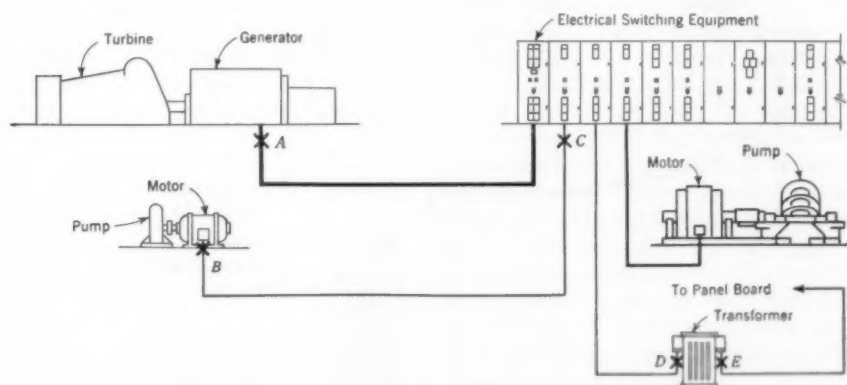 Electrical Switching Equipment
Turbine
Generator
A
C
Motor
Pump
Motor
Pump
B
To Panel Board
Transformer
D
E